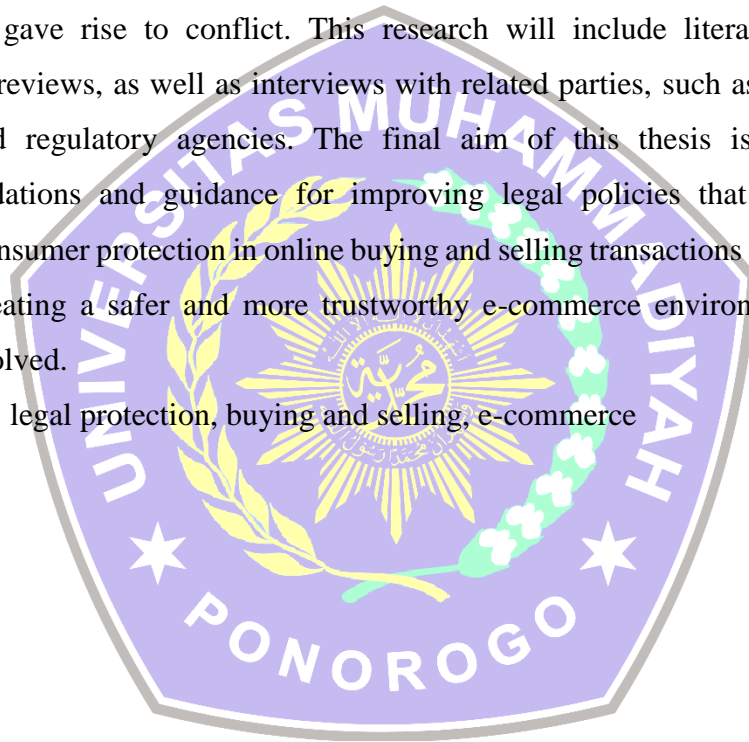 gave rise to conflict. This research will include litera
reviews, as well as interviews with related parties, such as
d regulatory agencies. The final aim of this thesis is
dations and guidance for improving legal policies that
nsumer protection in online buying and selling transactions
eating a safer and more trustworthy e-commerce environ
olved.
legal protection, buying and selling, e-commerce
UNIVERSITAS MUHAMMADIYAH
PONOROGO
محمدية